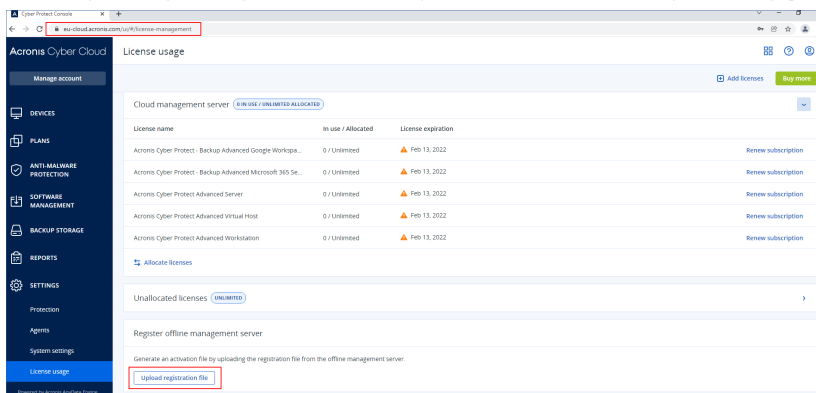 Cyber Protect Console
eu-cloud.acronis.com/ui/#/license-management
Acronis Cyber Cloud
License usage
Manage account
Add licenses
Buy more
DEVICES
PLANS
ANTI-MALWARE
PROTECTION
SOFTWARE
MANAGEMENT
BACKUP STORAGE
REPORTS
SETTINGS
Protection
Agents
System settings
License usage
Powered by Acronis AnyData Engine
Cloud management server 0 IN USE / UNLIMITED ALLOCATED
License name In use / Allocated License expiration
Acronis Cyber Protect - Backup Advanced Google Workspa... 0 / Unlimited Feb 13, 2022 Renew subscription
Acronis Cyber Protect - Backup Advanced Microsoft 365 Se... 0 / Unlimited Feb 13, 2022 Renew subscription
Acronis Cyber Protect Advanced Server 0 / Unlimited Feb 13, 2022 Renew subscription
Acronis Cyber Protect Advanced Virtual Host 0 / Unlimited Feb 13, 2022 Renew subscription
Acronis Cyber Protect Advanced Workstation 0 / Unlimited Feb 13, 2022 Renew subscription
Allocate licenses
Unallocated licenses UNLIMITED
Register offline management server
Generate an activation file by uploading the registration file from the offline management server.
Upload registration file